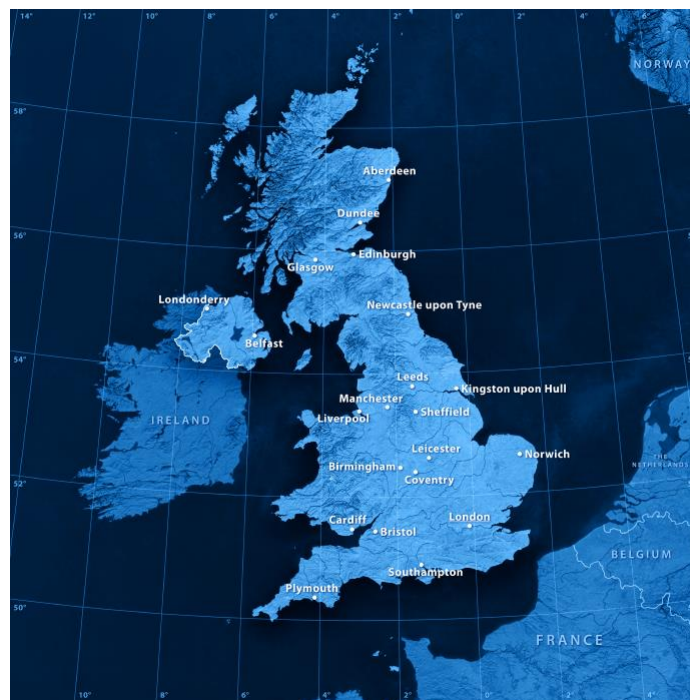 14°
8°
6°
4°
2°
0°
2°
4°
NORWAY
58°
Aberdeen
Dundee
56°
Edinburgh
Glasgow
Londonderry
Newcastle upon Tyne
Belfast
54°
Leeds
Kingston upon Hull
Manchester
Liverpool
Sheffield
IRELAND
Leicester
Norwich
THE
NETHERLANDS
Birmingham
Coventry
52°
Cardiff
London
Bristol
BELGIUM
Southampton
Plymouth
50°
FRANCE
10°
8°
6°
4°
2°
0°
2°
4°